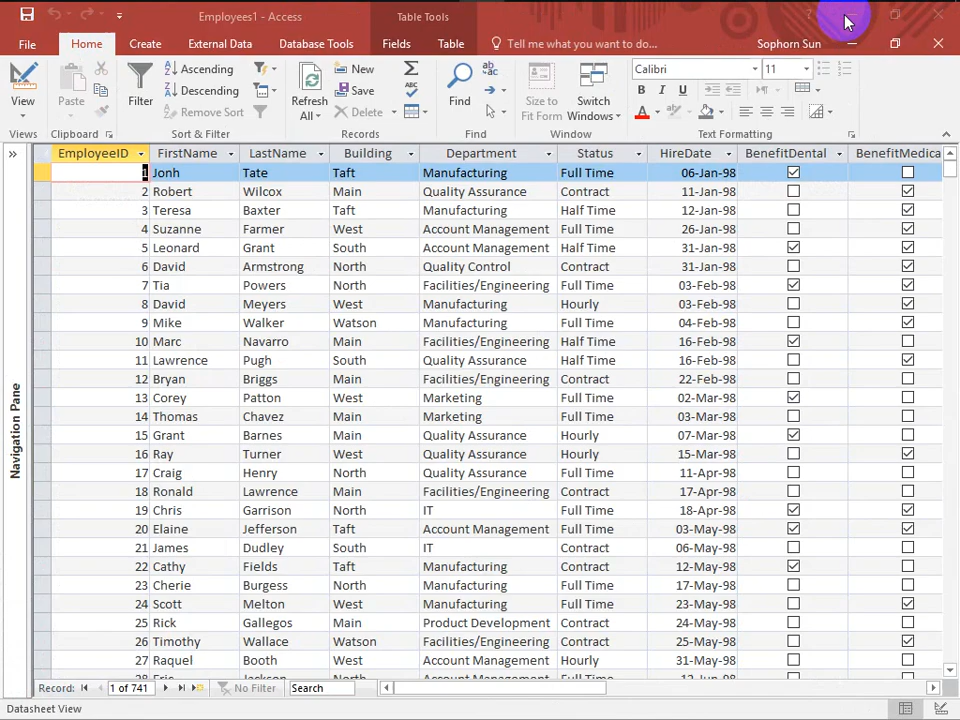 Employees1 - Access
Table Tools
File
Home
Create
External Data
Database Tools
Fields
Table
Tell me what you want to do...
Sophorn Sun
View
Paste
Filter
Ascending
Descending
Remove Sort
Refresh
All
New
Save
Delete
Find
Size to
Fit Form
Switch
Windows
Calibri
11
B I U
A
Views
Clipboard
Sort & Filter
Records
Find
Window
Text Formatting
EmployeeID FirstName LastName Building Department Status HireDate BenefitDental BenefitMedica
1 Jonh Tate Taft Manufacturing Full Time 06-Jan-98
2 Robert Wilcox Main Quality Assurance Contract 11-Jan-98
3 Teresa Baxter Taft Manufacturing Half Time 12-Jan-98
4 Suzanne Farmer West Account Management Full Time 26-Jan-98
5 Leonard Grant South Account Management Half Time 31-Jan-98
6 David Armstrong North Quality Control Contract 31-Jan-98
7 Tia Powers North Facilities/Engineering Full Time 03-Feb-98
8 David Meyers West Manufacturing Hourly 03-Feb-98
9 Mike Walker Watson Manufacturing Full Time 04-Feb-98
10 Marc Navarro Main Facilities/Engineering Half Time 16-Feb-98
11 Lawrence Pugh South Quality Assurance Half Time 16-Feb-98
12 Bryan Briggs Main Facilities/Engineering Contract 22-Feb-98
13 Corey Patton West Marketing Full Time 02-Mar-98
14 Thomas Chavez Main Marketing Full Time 03-Mar-98
15 Grant Barnes Main Quality Assurance Hourly 07-Mar-98
16 Ray Turner West Quality Assurance Hourly 15-Mar-98
17 Craig Henry North Quality Assurance Full Time 11-Apr-98
18 Ronald Lawrence Main Facilities/Engineering Contract 17-Apr-98
19 Chris Garrison North IT Full Time 18-Apr-98
20 Elaine Jefferson Taft Account Management Full Time 03-May-98
21 James Dudley South IT Contract 06-May-98
22 Cathy Fields Taft Manufacturing Contract 12-May-98
23 Cherie Burgess North Manufacturing Full Time 17-May-98
24 Scott Melton West Manufacturing Contract 23-May-98
25 Rick Gallegos Main Product Development Contract 24-May-98
26 Timothy Wallace Watson Facilities/Engineering Contract 25-May-98
27 Raquel Booth West Account Management Hourly 31-May-98
28 Eric Jackson
Navigation Pane
Record:
1 of 741
No Filter
Search
Datasheet View